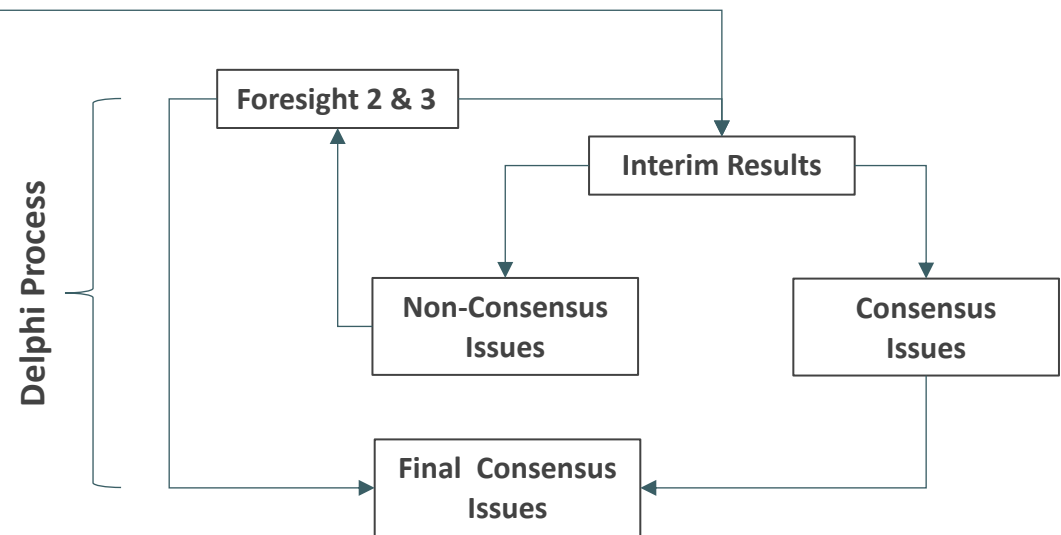 Foresight 2 & 3
Interim Results
Delphi Process
Non-Consensus
Issues
Consensus
Issues
Final Consensus
Issues